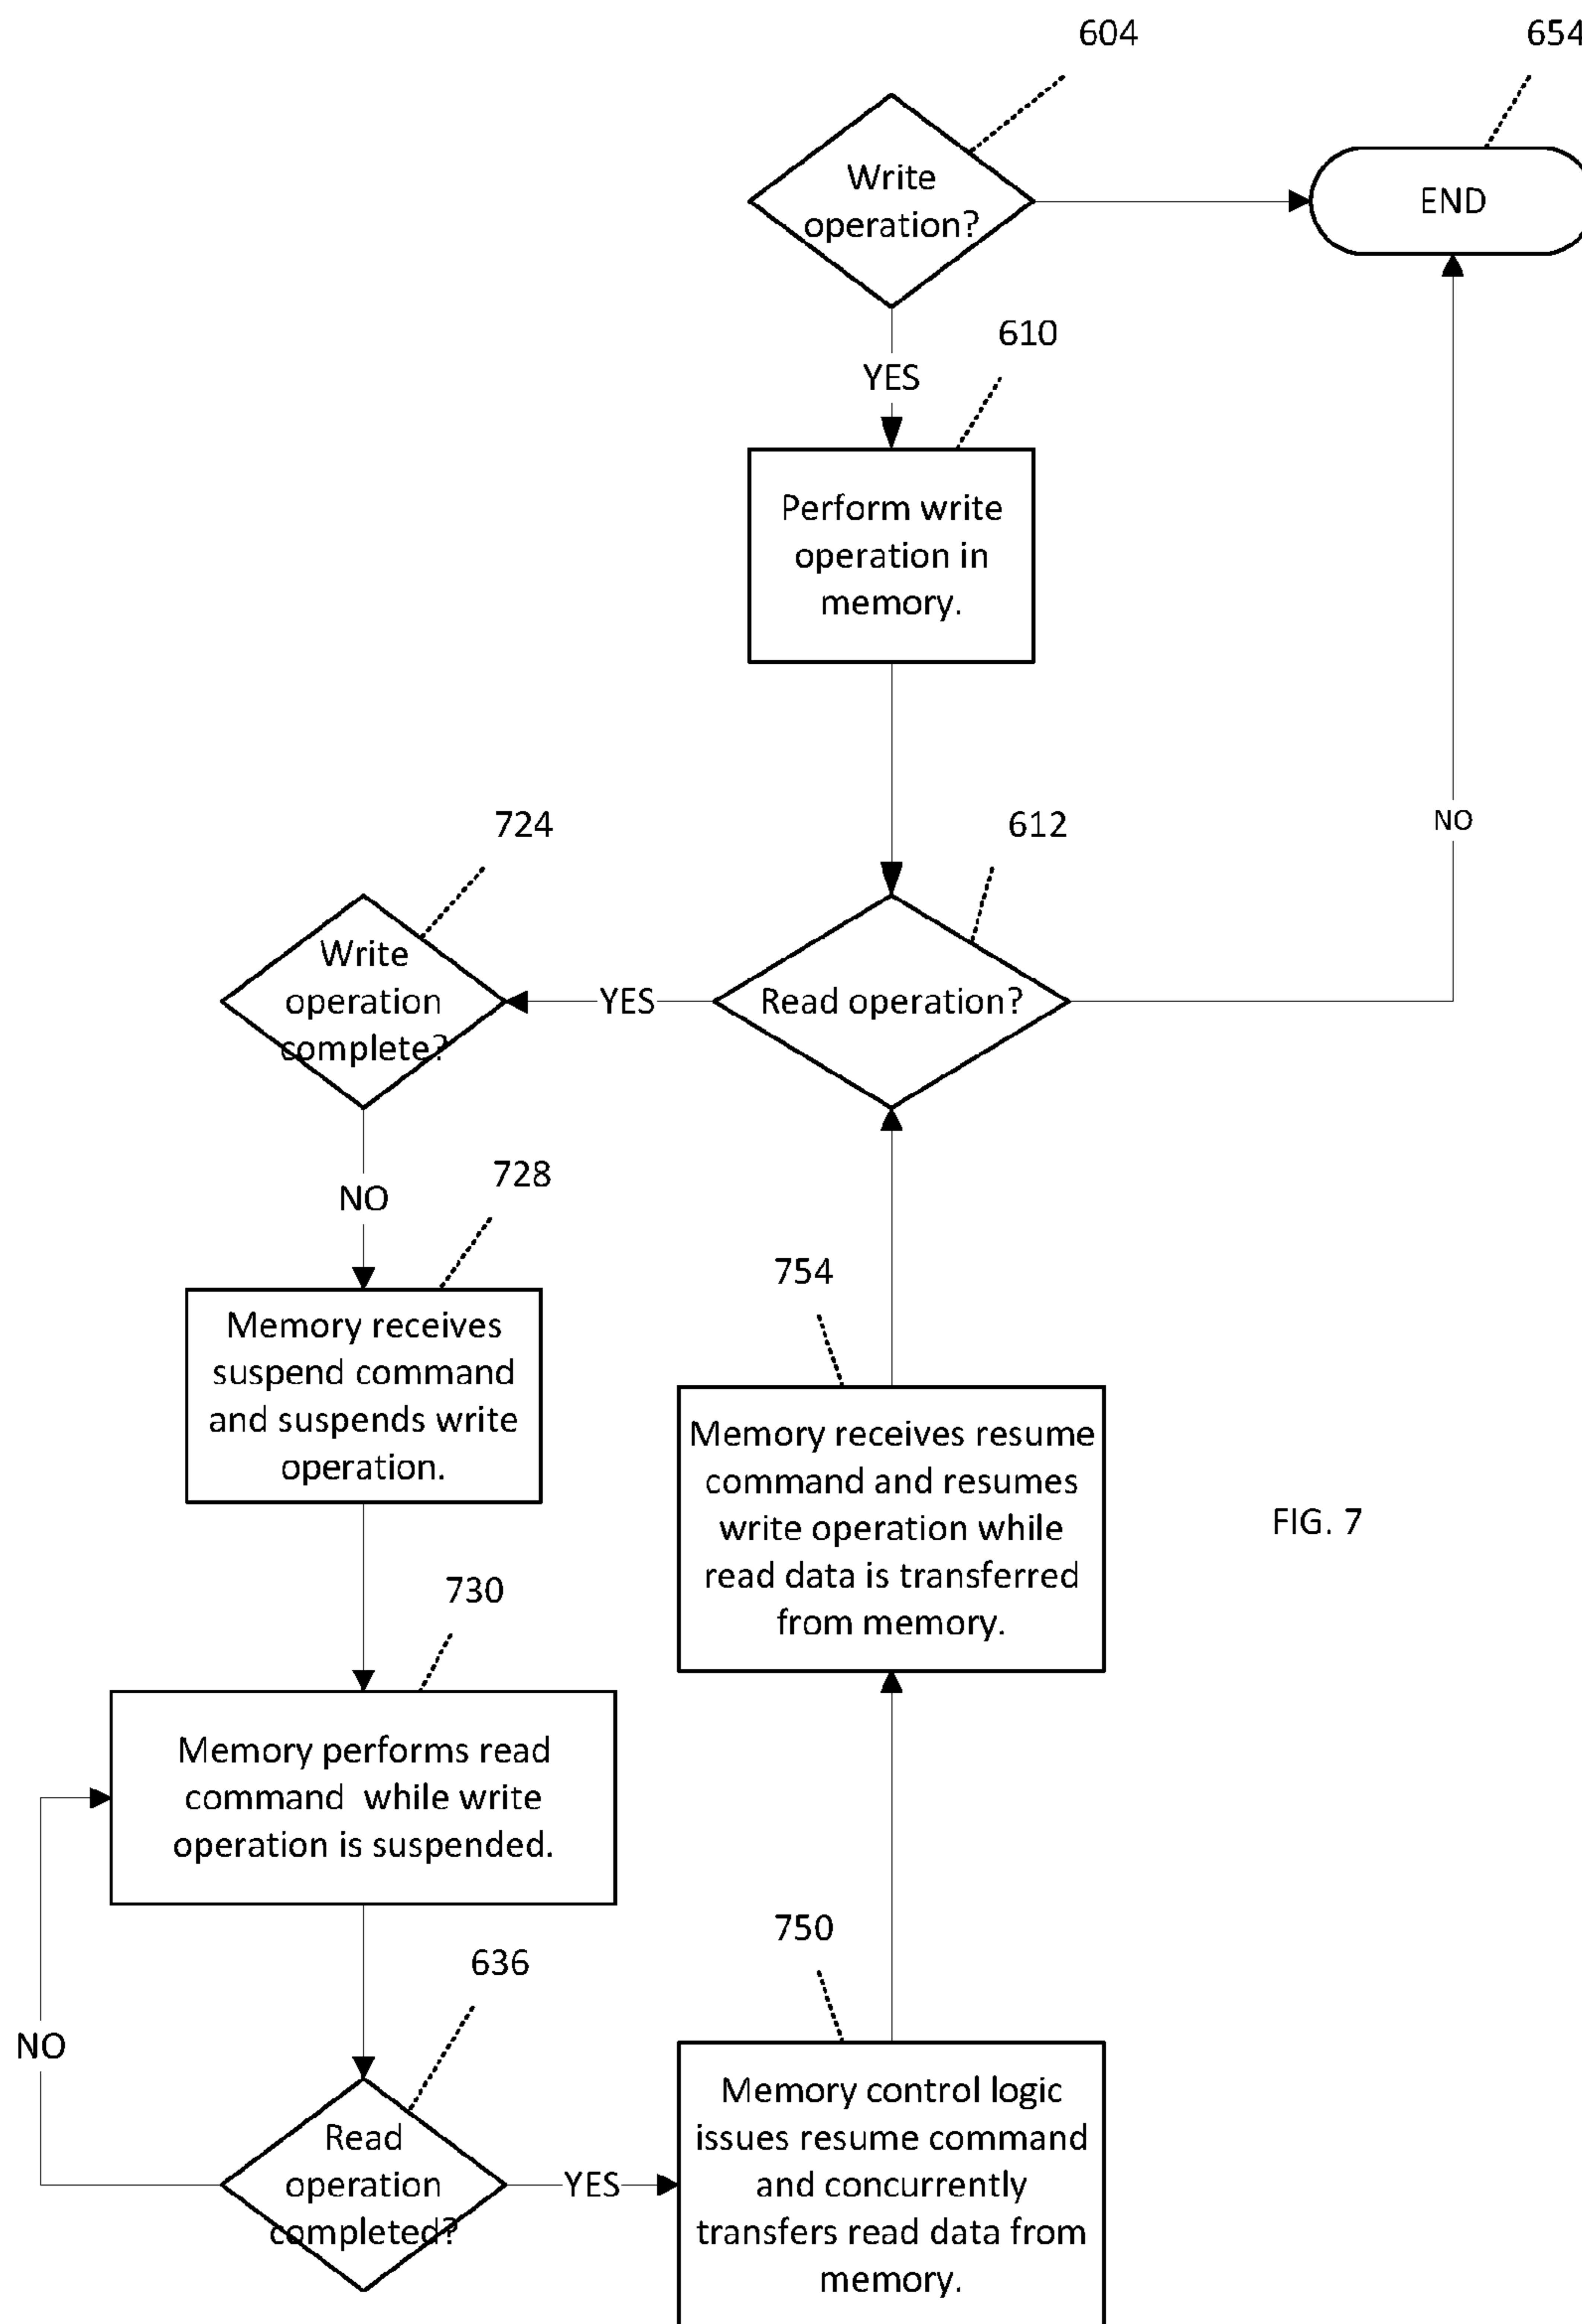 604
654
Write
operation?
END
610
YES
Perform write
operation in
memory.
NO
724
612
Write
operation
complete?
YES
Read operation?
NO
728
754
Memory receives
suspend command
and suspends write
operation.
Memory receives resume
command and resumes
write operation while
read data is transferred
from memory.
FIG. 7
730
Memory performs read
command while write
operation is suspended.
750
636
NO
Memory control logic
issues resume command
and concurrently
transfers read data from
memory.
Read
operation
completed?
YES